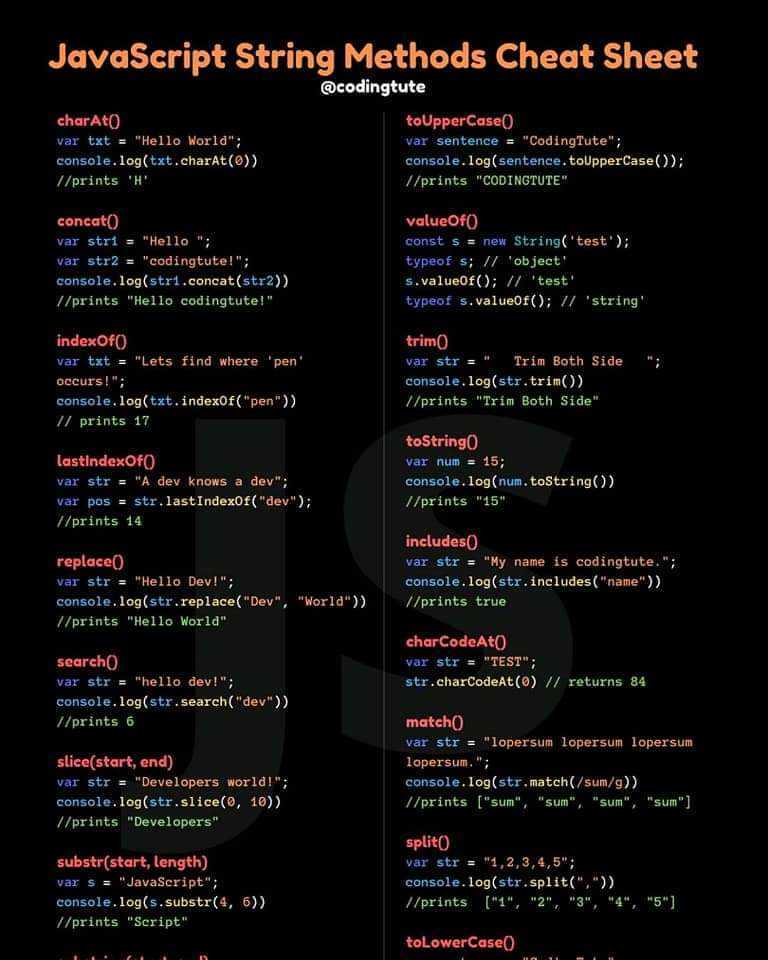 JavaScript String Methods Cheat Sheet
@codingtute
charAt()
var txt = "Hello World";
console.log(txt.charAt(0))
//prints 'H'
concat()
var str1 = "Hello ";
var str2 = "codingtute!";
console.log(str1.concat(str2))
//prints "Hello codingtute!"
indexOf()
var txt = "Lets find where 'pen'
occurs!";
console.log(txt.indexOf("pen"))
// prints 17
lastIndexOf()
var str = "A dev knows a dev";
var pos = str.lastIndexOf("dev");
//prints 14
replace()
var str = "Hello Dev!";
console.log(str.replace("Dev", "World"))
//prints "Hello World"
search()
var str = "hello dev!";
console.log(str.search("dev"))
//prints 6
slice(start, end)
var str = "Developers world!";
console.log(str.slice(0, 10))
//prints "Developers"
substr(start, length)
var s = "JavaScript";
console.log(s.substr(4, 6))
//prints "Script"
toUpperCase()
var sentence = "CodingTute";
console.log(sentence.toUpperCase());
//prints "CODINGTUTE"
valueOf()
const s = new String('test');
typeof s; // 'object'
s.valueOf(); // 'test'
typeof s.valueOf(); // 'string'
trim()
var str = "   Trim Both Side   ";
console.log(str.trim())
//prints "Trim Both Side"
toString()
var num = 15;
console.log(num.toString())
//prints "15"
includes()
var str = "My name is codingtute.";
console.log(str.includes("name"))
//prints true
charCodeAt()
var str = "TEST";
str.charCodeAt(0) // returns 84
match()
var str = "lopersum lopersum lopersum
lopersum.";
console.log(str.match(/sum/g))
//prints ["sum", "sum", "sum", "sum"]
split()
var str = "1,2,3,4,5";
console.log(str.split(","))
//prints  ["1", "2", "3", "4", "5"]
toLowerCase()
JS